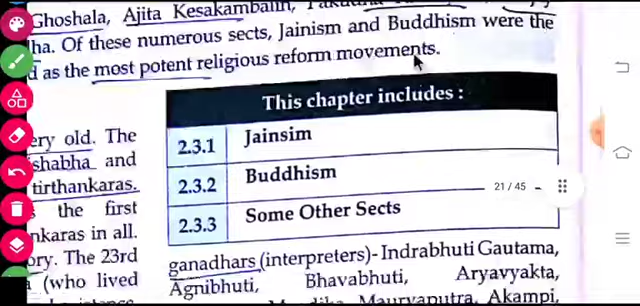 Ghoshala, Ajita Kesakambalin,
Of these numerous sects, Jainism and Buddhism were the
as the most potent religious reform movements.
This chapter includes :
2.3.1 Jainsim
2.3.2 Buddhism
2.3.3 Some Other Sects
21 / 45
ery old. The
shabha and
tirthankaras.
the first
nkaras in all.
ory. The 23rd
(who lived
ganadhars (interpreters)- Indrabhuti Gautama,
Agnibhuti, Bhavabhuti, Aryavyakta,
Mauryaputra, Akampi,